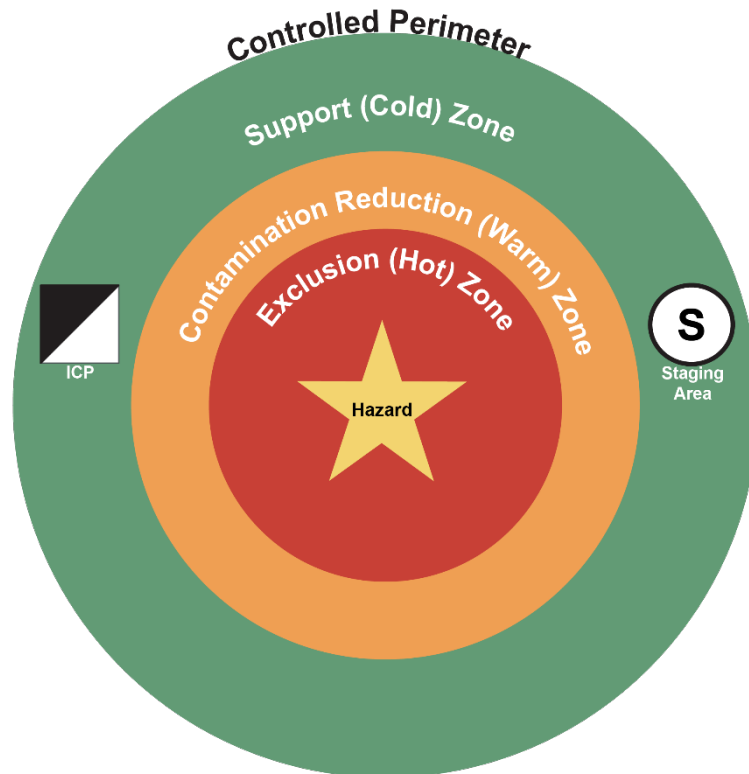 Controlled Perimeter
Support (Cold) Zone
Contamination Reduction (Warm) Zone
Exclusion (Hot) Zone
ICP
S
Staging
Area
Hazard